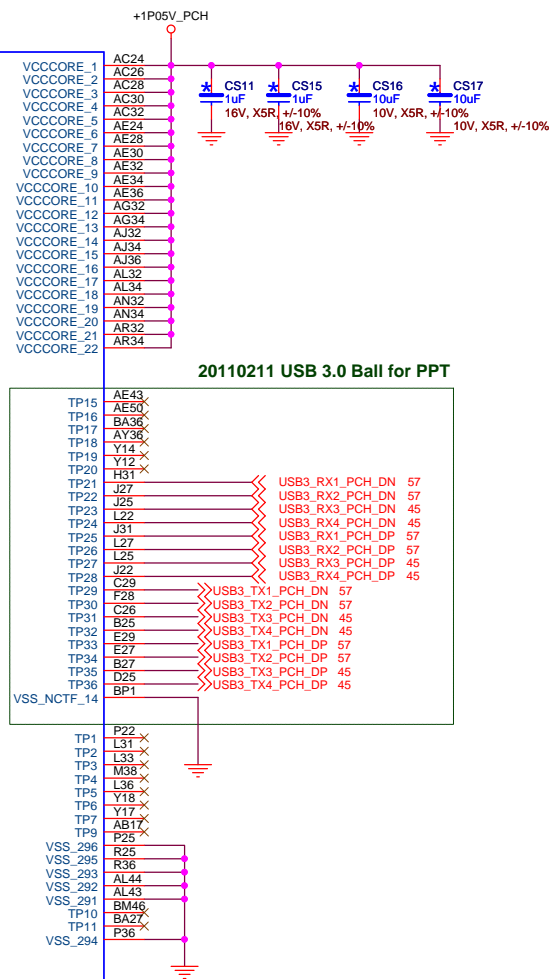 +1P05V_PCH
VCCCORE_1 AC24
VCCCORE_2 AC26
VCCCORE_3 AC28
VCCCORE_4 AC30
VCCCORE_5 AC32
VCCCORE_6 AE24
VCCCORE_7 AE28
VCCCORE_8 AE30
VCCCORE_9 AE32
VCCCORE_10 AE34
VCCCORE_11 AE36
VCCCORE_12 AG32
VCCCORE_13 AG34
VCCCORE_14 AJ32
VCCCORE_15 AJ34
VCCCORE_16 AJ36
VCCCORE_17 AL32
VCCCORE_18 AL34
VCCCORE_19 AN32
VCCCORE_20 AN34
VCCCORE_21 AR32
VCCCORE_22 AR34
* CS11
1uF
16V, X5R, +/-10%
* CS15
1uF
16V, X5R, +/-10%
* CS16
10uF
10V, X5R, +/-10%
* CS17
10uF
10V, X5R, +/-10%
20110211 USB 3.0 Ball for PPT
TP15 AE43
TP16 AE50
TP17 BA36
TP18 AY36
TP19 Y14
TP20 Y12
TP21 H31 USB3_RX1_PCH_DN 57
TP22 J27 USB3_RX2_PCH_DN 57
TP23 J25 USB3_RX3_PCH_DN 45
TP24 L22 USB3_RX4_PCH_DN 45
TP25 J31 USB3_RX1_PCH_DP 57
TP26 L27 USB3_RX2_PCH_DP 57
TP27 L25 USB3_RX3_PCH_DP 45
TP28 J22 USB3_RX4_PCH_DP 45
TP29 C29 USB3_TX1_PCH_DN 57
TP30 F28 USB3_TX2_PCH_DN 57
TP31 C26 USB3_TX3_PCH_DN 45
TP32 B25 USB3_TX4_PCH_DN 45
TP33 E29 USB3_TX1_PCH_DP 57
TP34 E27 USB3_TX2_PCH_DP 57
TP35 B27 USB3_TX3_PCH_DP 45
TP36 D25 USB3_TX4_PCH_DP 45
VSS_NCTF_14 BP1
TP1 P22
TP2 L31
TP3 L33
TP4 M38
TP5 L36
TP6 Y18
TP7 Y17
TP9 AB17
VSS_296 P25
VSS_295 R25
VSS_293 R36
VSS_292 AL44
VSS_291 AL43
TP10 BM46
TP11 BA27
VSS_294 P36